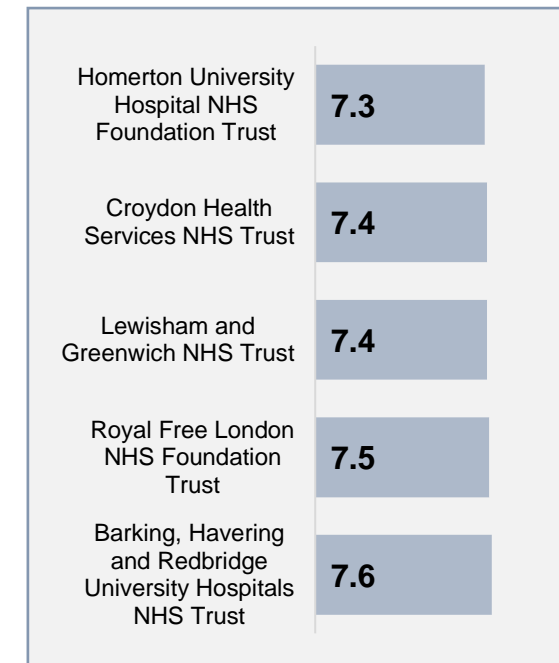 Homerton University
Hospital NHS
Foundation Trust
7.3
Croydon Health
Services NHS Trust
7.4
Lewisham and
Greenwich NHS Trust
7.4
Royal Free London
NHS Foundation
Trust
7.5
Barking, Havering
and Redbridge
University Hospitals
NHS Trust
7.6